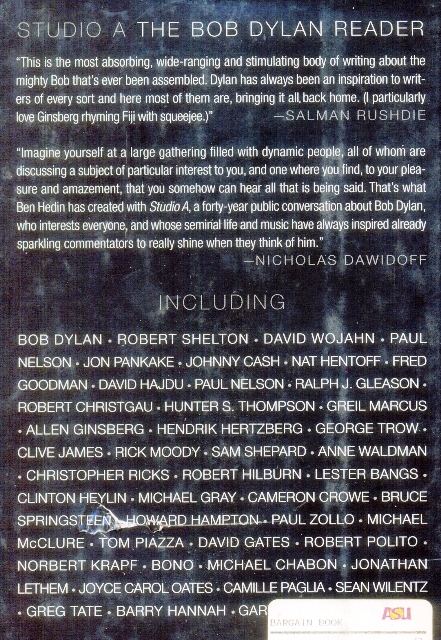 STUDIO A THE BOB DYLAN READER
“This is the most absorbing, wide-ranging and stimulating body of writing about the
mighty Bob that’s ever been assembled. Dylan has always been an inspiration to writ-
ers of every sort and here most of them are, bringing it all back home. (I particularly
love Ginsberg rhyming Fiji with squeejee.)” —SALMAN RUSHDIE
“Imagine yourself at a large gathering filled with dynamic people, all of whom are
discussing a subject of particular interest to you, and one where you find, to your plea-
sure and amazement, that you somehow can hear all that is being said. That’s what
Ben Hedin has created with Studio A, a forty-year public conversation about Bob Dylan,
who interests everyone, and whose seminal life and music have always inspired already
sparkling commentators to really shine when they think of him.”
—NICHOLAS DAWIDOFF
INCLUDING
BOB DYLAN • ROBERT SHELTON • DAVID WOJAHN • PAUL
NELSON • JON PANKAKE • JOHNNY CASH • NAT HENTOFF • FRED
GOODMAN • DAVID HAJDU • PAUL NELSON • RALPH J. GLEASON •
ROBERT CHRISTGAU • HUNTER S. THOMPSON • GREIL MARCUS
• ALLEN GINSBERG • HENDRIK HERTZBERG • GEORGE TROW •
CLIVE JAMES • RICK MOODY • SAM SHEPARD • ANNE WALDMAN
• CHRISTOPHER RICKS • ROBERT HILBURN • LESTER BANGS •
CLINTON HEYLIN • MICHAEL GRAY • CAMERON CROWE • BRUCE
SPRINGSTEEN • HOWARD HAMPTON • PAUL ZOLLO • MICHAEL
McCLURE • TOM PIAZZA • DAVID GATES • ROBERT POLITO •
NORBERT KRAPF • BONO • MICHAEL CHABON • JONATHAN
LETHEM • JOYCE CAROL OATES • CAMILLE PAGLIA • SEAN WILENTZ
• GREG TATE • BARRY HANNAH • GAR
ASU
BARGAIN BOOK